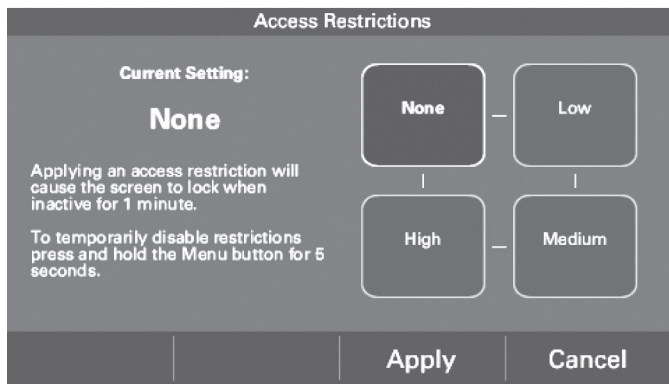 Access Restrictions
Current Setting:
None
Applying an access restriction will
cause the screen to lock when
inactive for 1 minute.
To temporarily disable restrictions
press and hold the Menu button for 5
seconds.
None
Low
High
Medium
Apply
Cancel